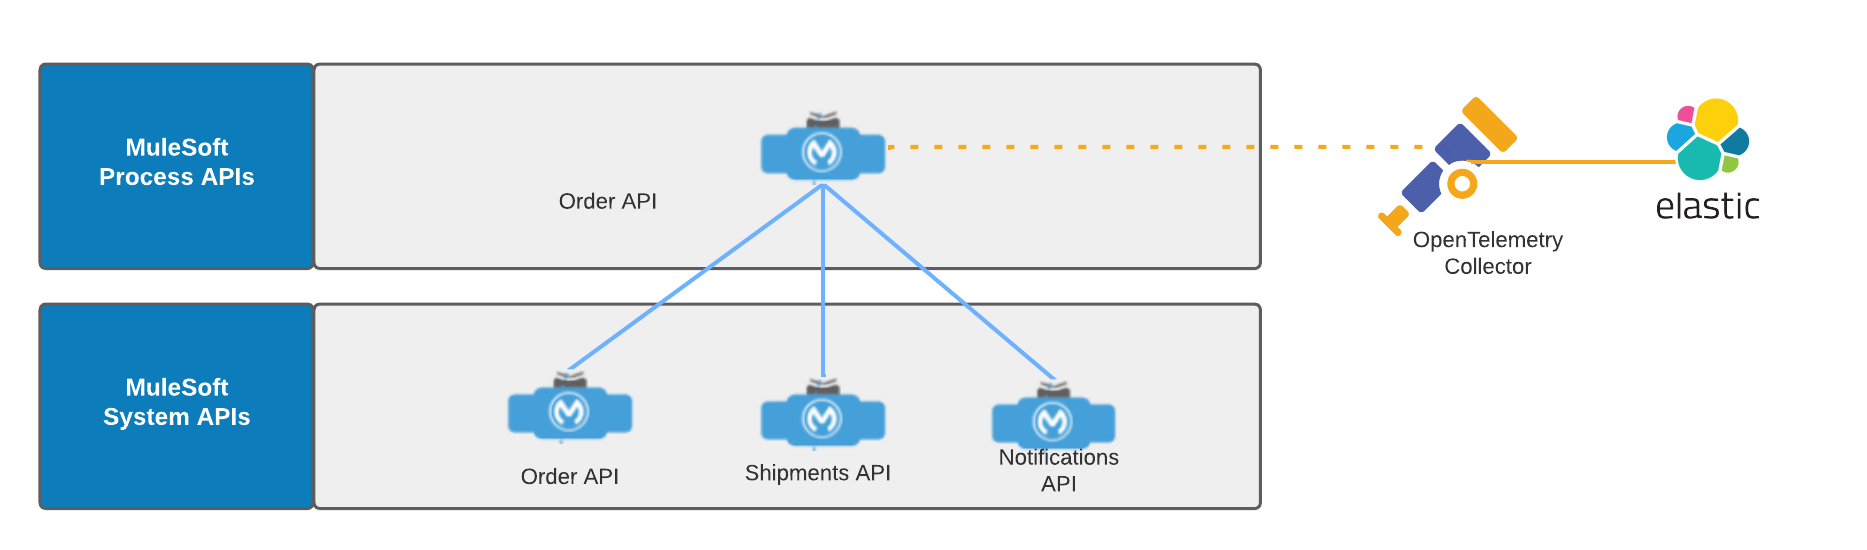 MuleSoft
Process APIs
Order API
elastic
OpenTelemetry
Collector
MuleSoft
System APIs
Order API
Shipments API
Notifications
API